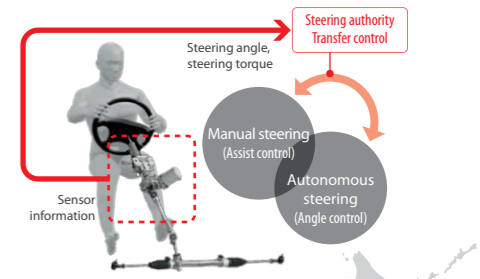 Steering authority
Transfer control
Steering angle,
steering torque
Manual steering
(Assist control)
Autonomous
steering
(Angle control)
Sensor
information